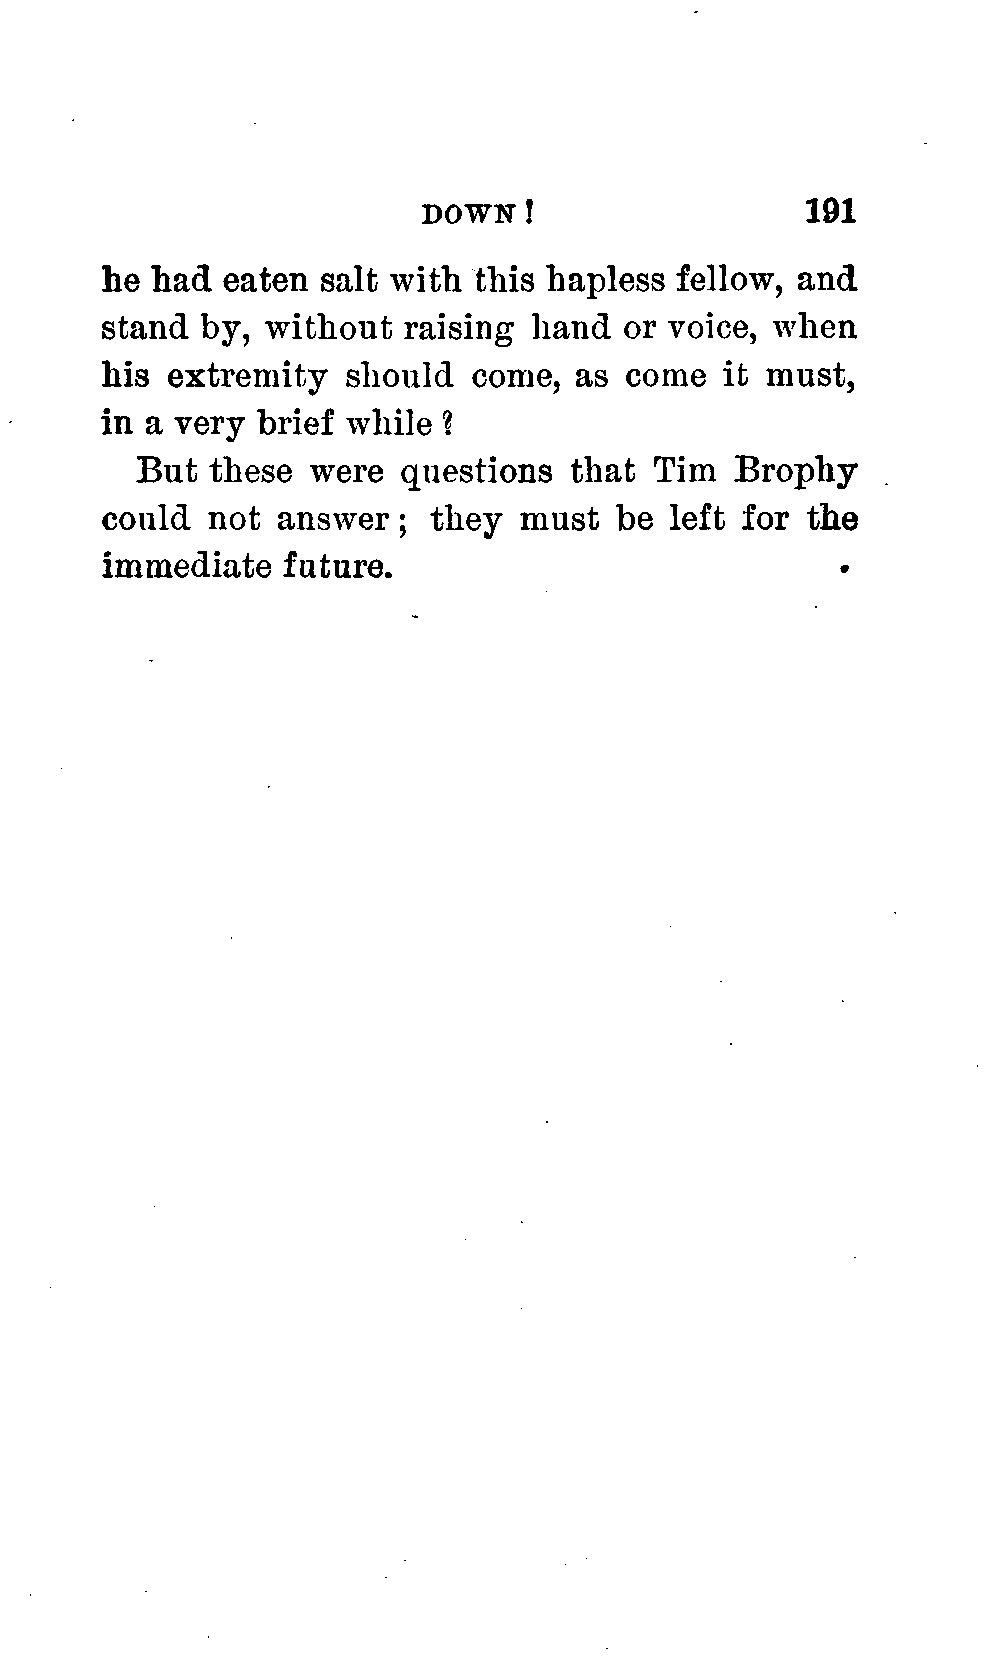 DOWN! 191
he had eaten salt with this hapless fellow, and
stand by, without raising hand or voice, when
his extremity should come, as come it must,
in a very brief while?
But these were questions that Tim Brophy
could not answer; they must be left for the
immediate future.